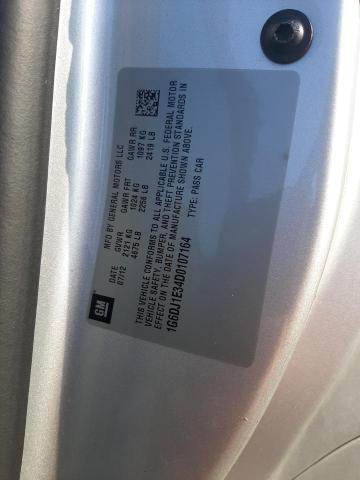 GM
MFD BY GENERAL MOTORS LLC
DATE GVWR GAWR FRT GAWR RR
07/12 2121 KG 1024 KG 1097 KG
4675 LB 2256 LB 2419 LB
THIS VEHICLE CONFORMS TO ALL APPLICABLE U.S. FEDERAL MOTOR
VEHICLE SAFETY, BUMPER, AND THEFT PREVENTION STANDARDS IN
EFFECT ON THE DATE OF MANUFACTURE SHOWN ABOVE.
1G6DJ1E34D0107164 TYPE: PASS CAR